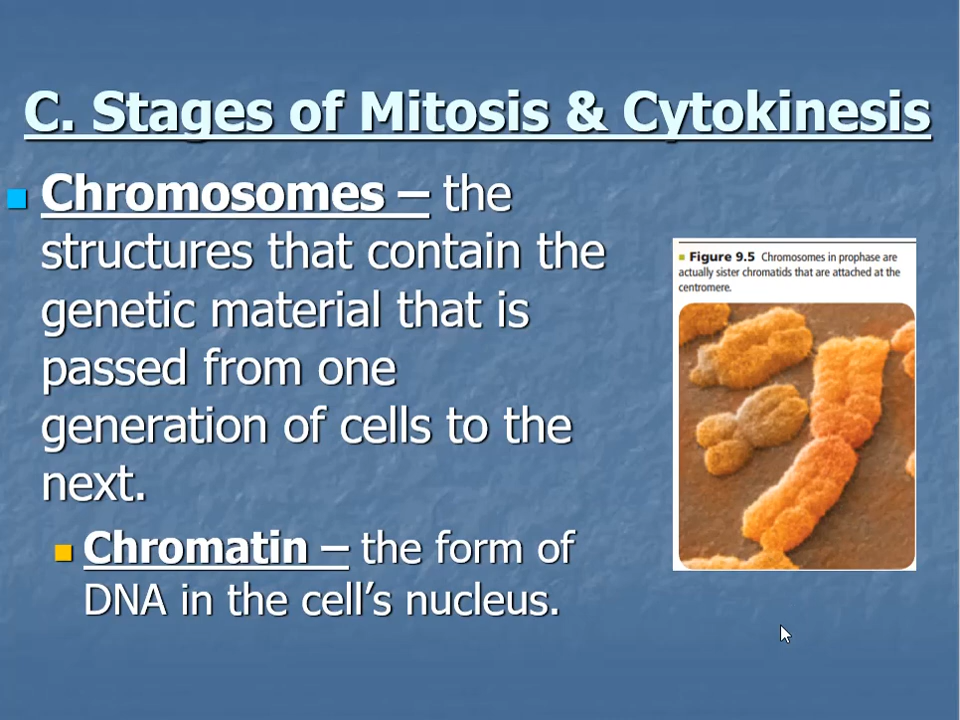 C. Stages of Mitosis & Cytokinesis
Chromosomes – the
structures that contain the
genetic material that is
passed from one
generation of cells to the
next.
Chromatin – the form of
DNA in the cell’s nucleus.
Figure 9.5 Chromosomes in prophase are
actually sister chromatids that are attached at the
centromere.